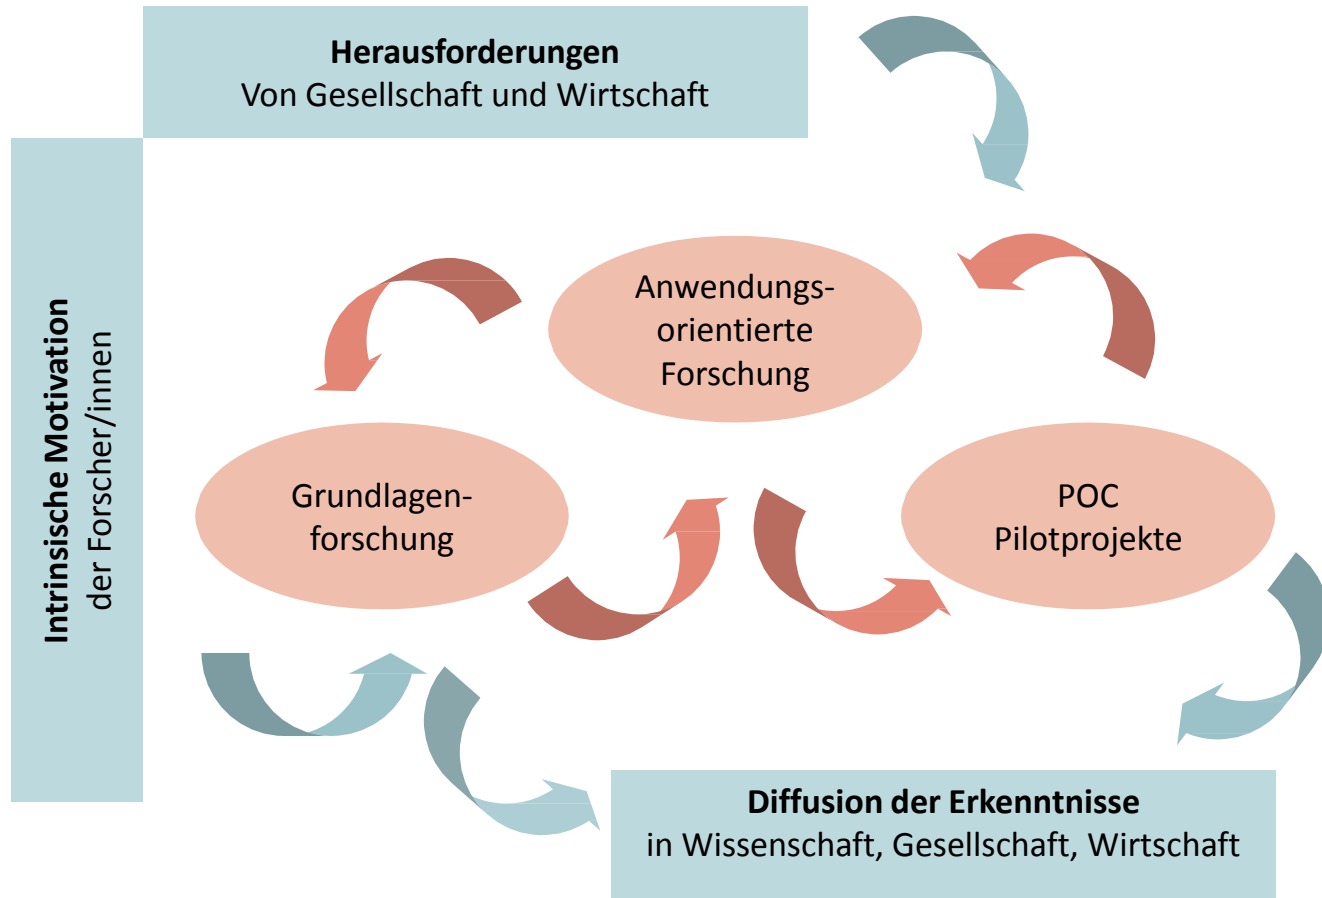 Herausforderungen
Von Gesellschaft und Wirtschaft
Intrinsische Motivation
der Forscher/innen
Anwendungs-
orientierte
Forschung
Grundlagen-
forschung
POC
Pilotprojekte
Diffusion der Erkenntnisse
in Wissenschaft, Gesellschaft, Wirtschaft